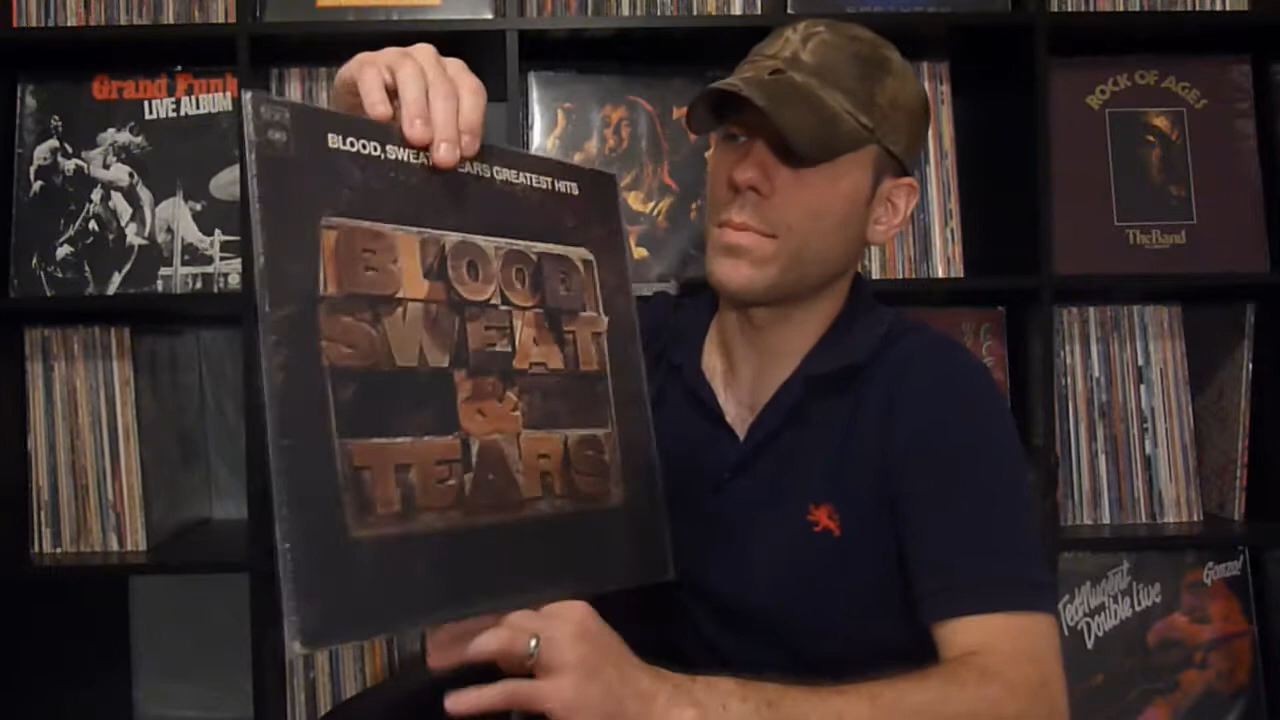 Grand Funk
LIVE ALBUM
BLOOD, SWEAT EARS GREATEST HITS
BLOOD
SWEAT
&
TEARS
ROCK OF AGES
The Band
Ted Nugent
Double Live
Gonzo!